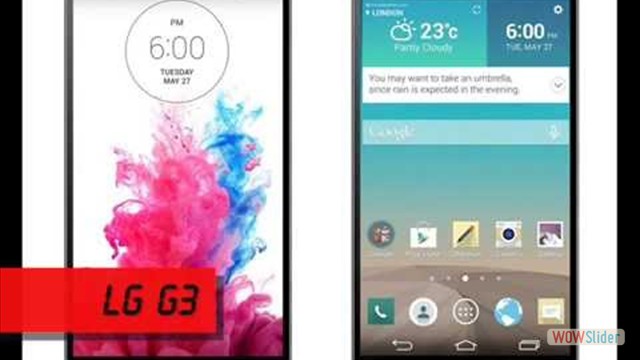 PM
6:00
TUESDAY
MAY 27
LG G3
LONDON
23°C
Partly Cloudy
6:00 PM
TUE, MAY 27
You may want to take an umbrella,
since rain is expected in the evening.
Google
WOWSlider